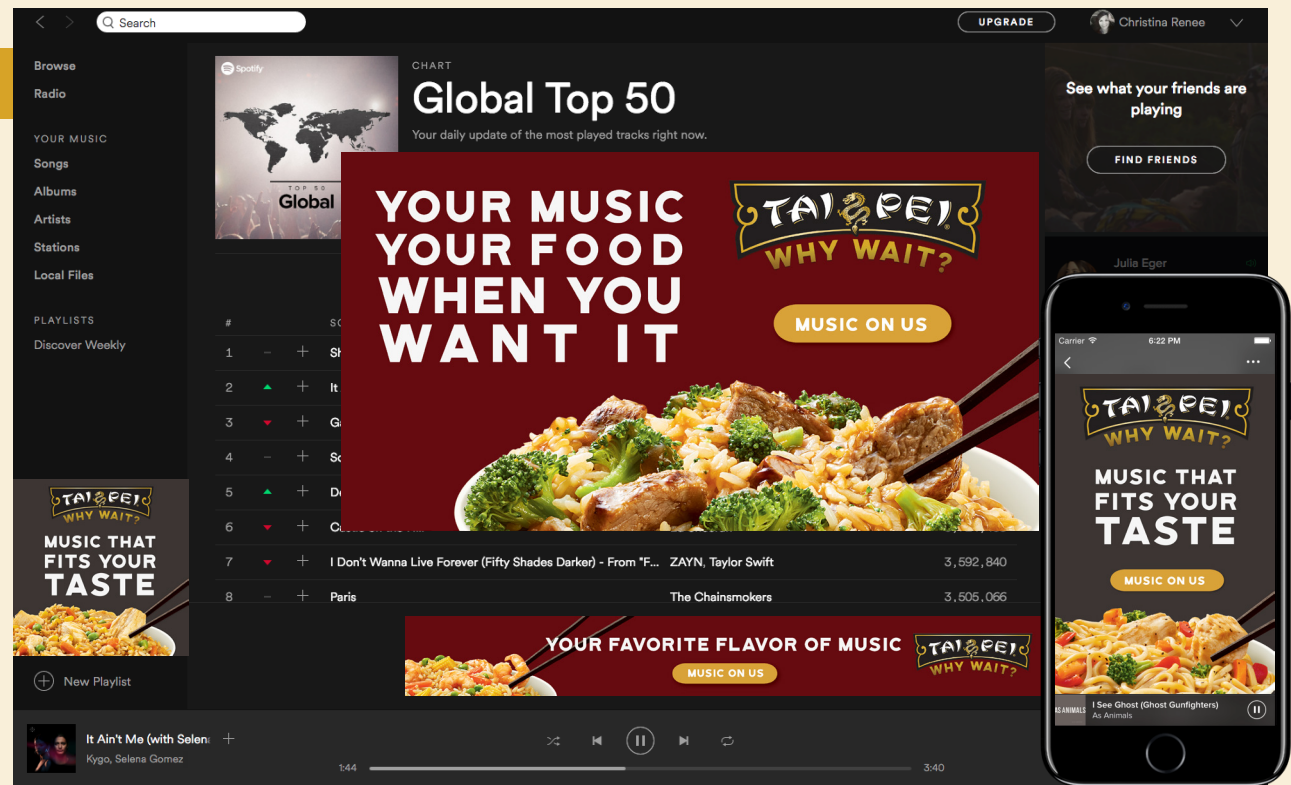 Search
UPGRADE
Christina Renee
Browse
Radio
YOUR MUSIC
Songs
Albums
Artists
Stations
Local Files
PLAYLISTS
Discover Weekly
TAI PEI
WHY WAIT?
MUSIC THAT
FITS YOUR
TASTE
New Playlist
Spotify
TOP 50
Global
CHART
Global Top 50
Your daily update of the most played tracks right now.
YOUR MUSIC
YOUR FOOD
WHEN YOU
WANT IT
TAI PEI
WHY WAIT?
MUSIC ON US
#
1
2 It
3
4
5
6
7 I Don't Wanna Live Forever (Fifty Shades Darker) - From "F... ZAYN, Taylor Swift 3,592,840
8 Paris The Chainsmokers 3,505,066
YOUR FAVORITE FLAVOR OF MUSIC
MUSIC ON US
TAI PEI
WHY WAIT?
See what your friends are
playing
FIND FRIENDS
Julia Eger
Carrier 6:22 PM
TAI PEI
WHY WAIT?
MUSIC THAT
FITS YOUR
TASTE
MUSIC ON US
AS ANIMALS
I See Ghost (Ghost Gunfighters)
As Animals
It Ain't Me (with Selen
Kygo, Selena Gomez
1:44
3:40